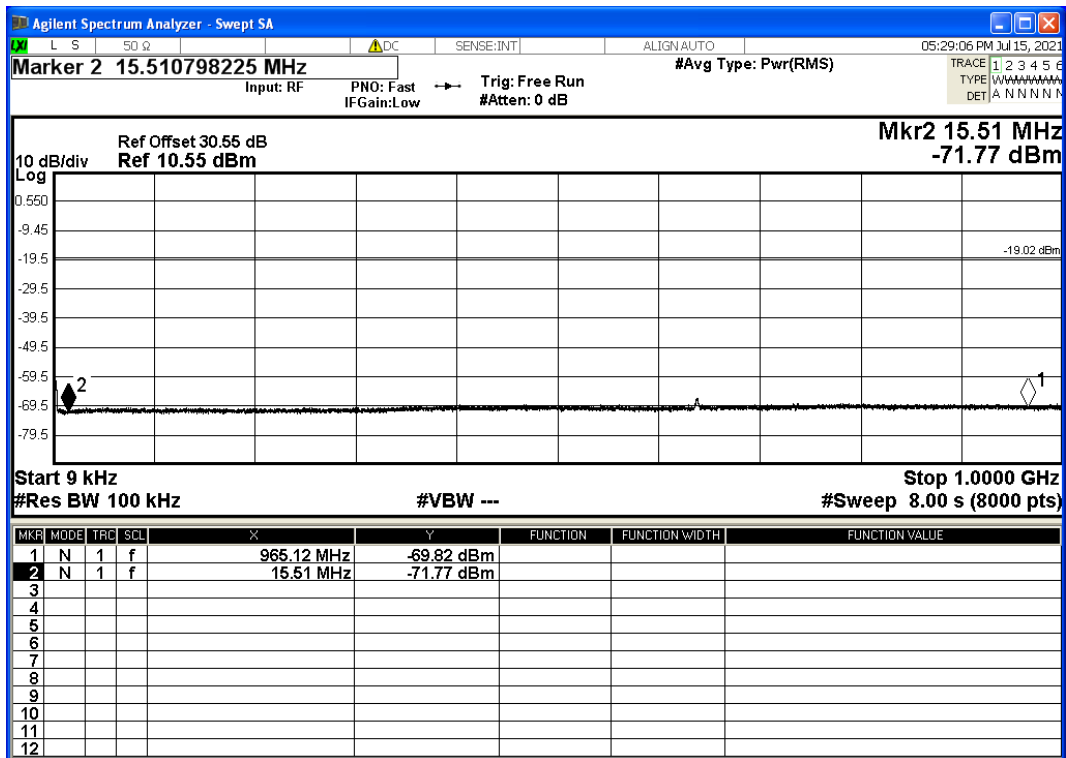 Agilent Spectrum Analyzer - Swept SA
LXI L S 50 Ω DC SENSE:INT ALIGN AUTO 05:29:06 PM Jul 15, 2021
Marker 2 15.510798225 MHz #Avg Type: Pwr(RMS) TRACE 1 2 3 4 5 6
Input: RF PNO: Fast Trig: Free Run TYPE
IFGain:Low #Atten: 0 dB DET A N N N N N
Mkr2 15.51 MHz
Ref Offset 30.55 dB
10 dB/div Ref 10.55 dBm -71.77 dBm
Log
0.550
-9.45
-19.02 dBm
-19.5
-29.5
-39.5
-49.5
-59.5
2 1
-69.5
-79.5
Start 9 kHz Stop 1.0000 GHz
#Res BW 100 kHz #VBW --- #Sweep 8.00 s (8000 pts)
MKR MODE TRC SCL X Y FUNCTION FUNCTION WIDTH FUNCTION VALUE
1 N 1 f 965.12 MHz -69.82 dBm
2 N 1 f 15.51 MHz -71.77 dBm
3
4
5
6
7
8
9
10
11
12